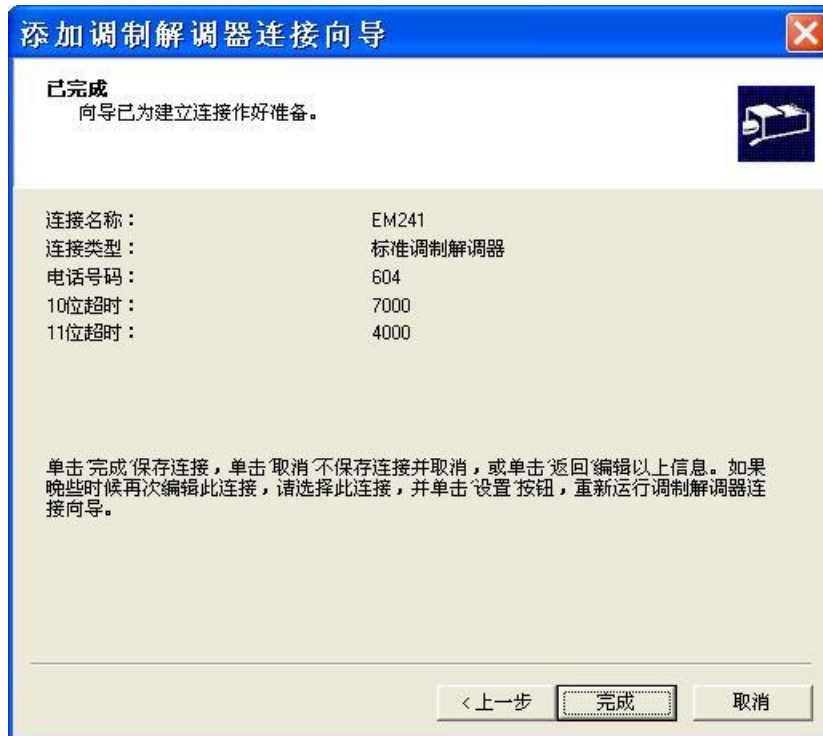 添加调制解调器连接向导
已完成
向导已为建立连接作好准备。
连接名称： EM241
连接类型： 标准调制解调器
电话号码： 604
10位超时： 7000
11位超时： 4000
单击“完成”保存连接，单击“取消”不保存连接并取消，或单击“返回”编辑以上信息。如果
晚些时候再次编辑此连接，请选择此连接，并单击“设置”按钮，重新运行调制解调器连
接向导。
<上一步 完成 取消